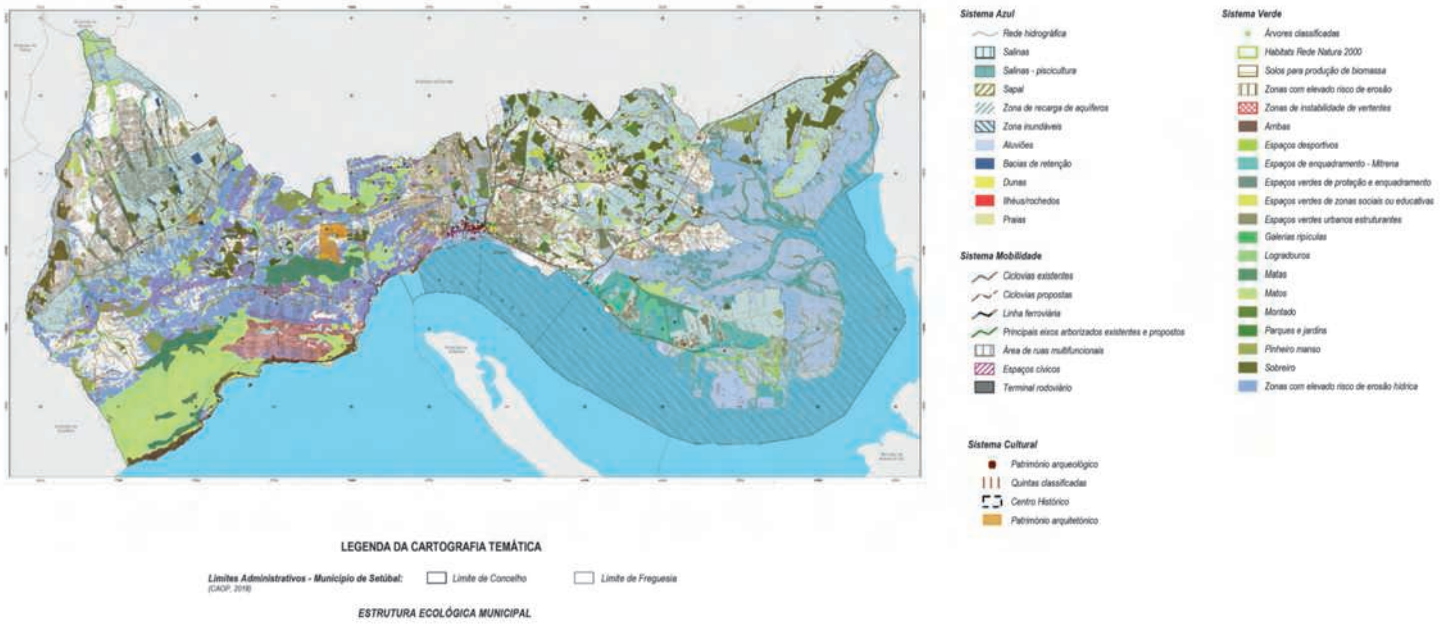 Sistema Azul
Rede hidrográfica
Salinas
Salinas - piscicultura
Sapal
Zona de recarga de aquíferos
Zona inundáveis
Aluviões
Bacias de retenção
Dunas
Ilhéus/rochedos
Praias
Sistema Mobilidade
Ciclovias existentes
Ciclovias propostas
Linha ferroviária
Principais eixos arborizados existentes e propostos
Área de ruas multifuncionais
Espaços cívicos
Terminal rodoviário
Sistema Cultural
Património arqueológico
Quintas classificadas
Centro Histórico
Património arquitetónico
Sistema Verde
Árvores classificadas
Habitats Rede Natura 2000
Solos para produção de biomassa
Zonas com elevado risco de erosão
Zonas de instabilidade de vertentes
Arribas
Espaços desportivos
Espaços de enquadramento - Mitrena
Espaços verdes de proteção e enquadramento
Espaços verdes de zonas sociais ou educativas
Espaços verdes urbanos estruturantes
Galerias ripículas
Logradouros
Matas
Matos
Montado
Parques e jardins
Pinheiro manso
Sobreiro
Zonas com elevado risco de erosão hídrica
LEGENDA DA CARTOGRAFIA TEMÁTICA
Limites Administrativos - Município de Setúbal: Limite de Concelho Limite de Freguesia
(CAOP, 2019)
ESTRUTURA ECOLÓGICA MUNICIPAL